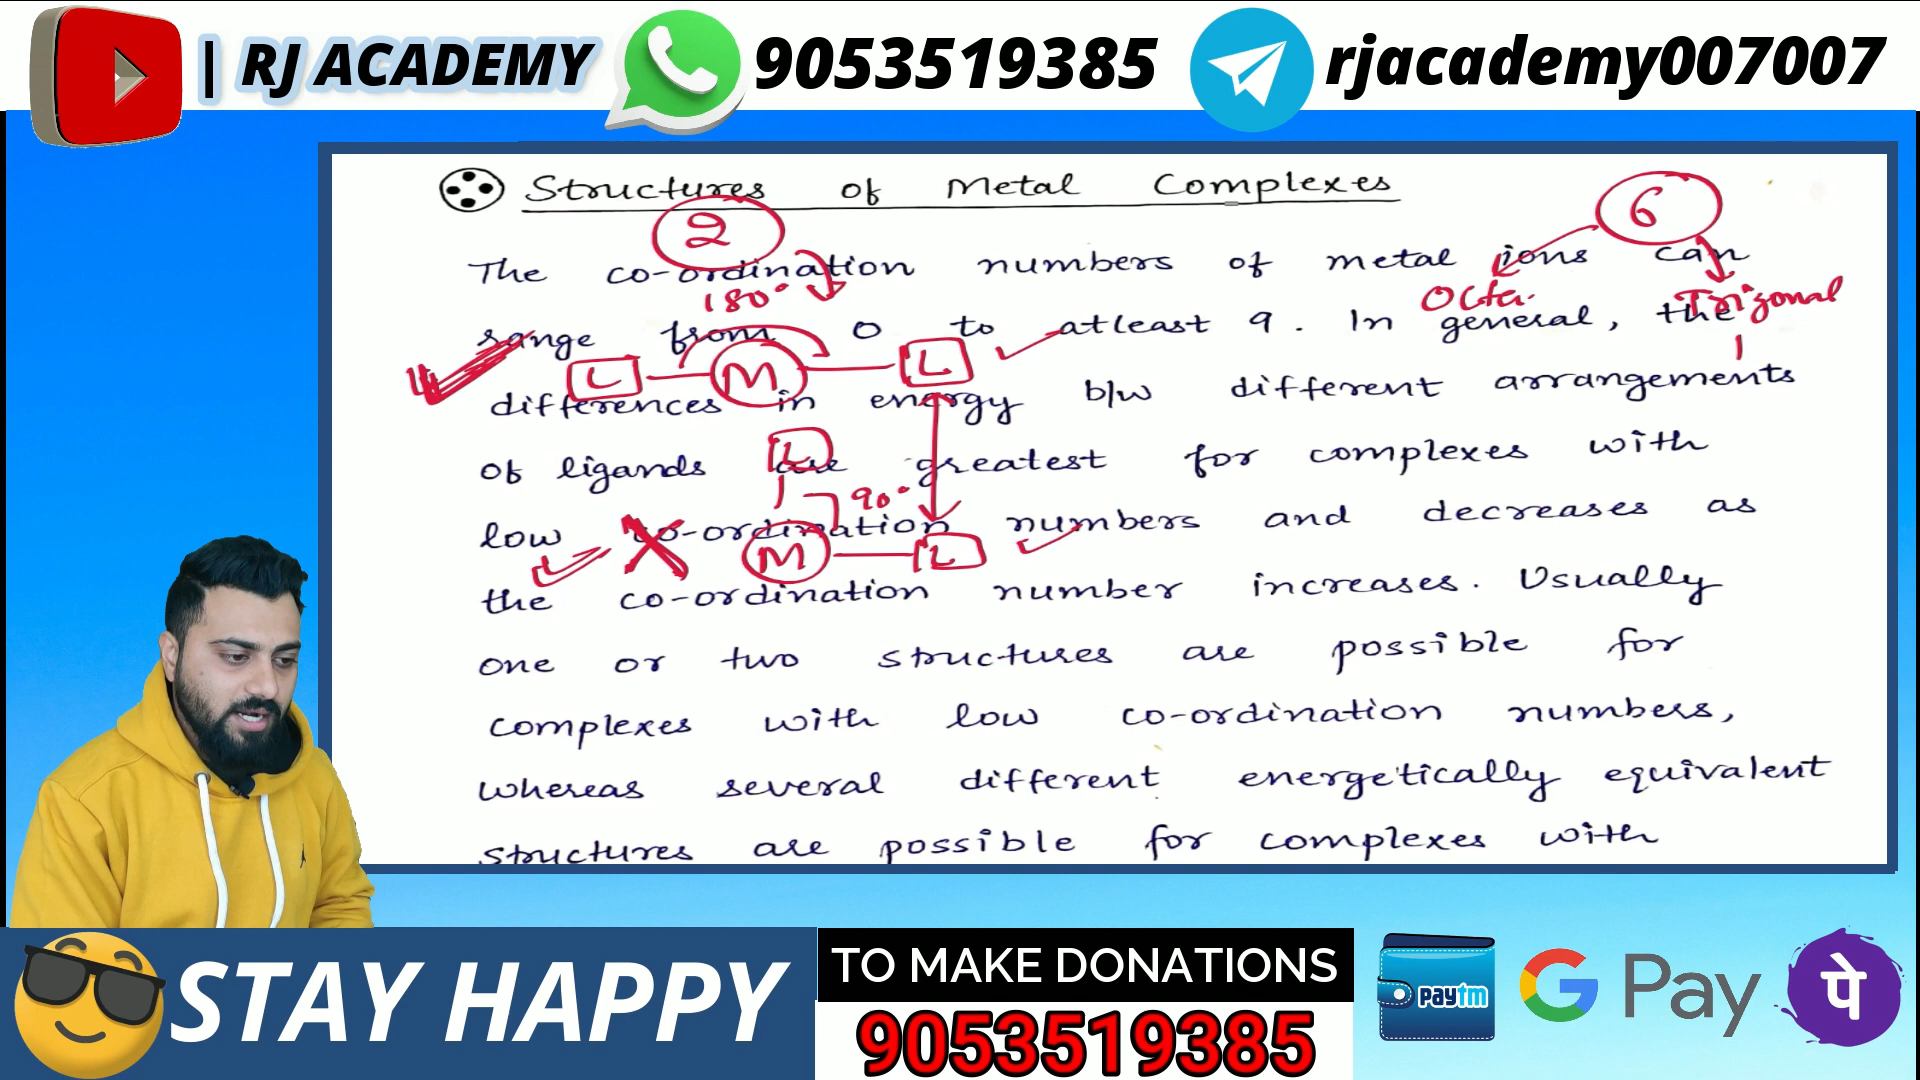 | RJ ACADEMY 9053519385 rjacademy007007
Structures of Metal Complexes
2
6
The co-ordination numbers of metal ions can
180°
Octa.
Trigonal
range from 0 to atleast 9. In general, the
L M L
differences in energy b/w different arrangements
L
of ligands are greatest for complexes with
90°
low co-ordination numbers and decreases as
M L
the co-ordination number increases. Usually
one or two structures are possible for
complexes with low co-ordination numbers,
whereas several different energetically equivalent
structures are possible for complexes with
STAY HAPPY
TO MAKE DONATIONS
9053519385
paytm
G Pay
पे